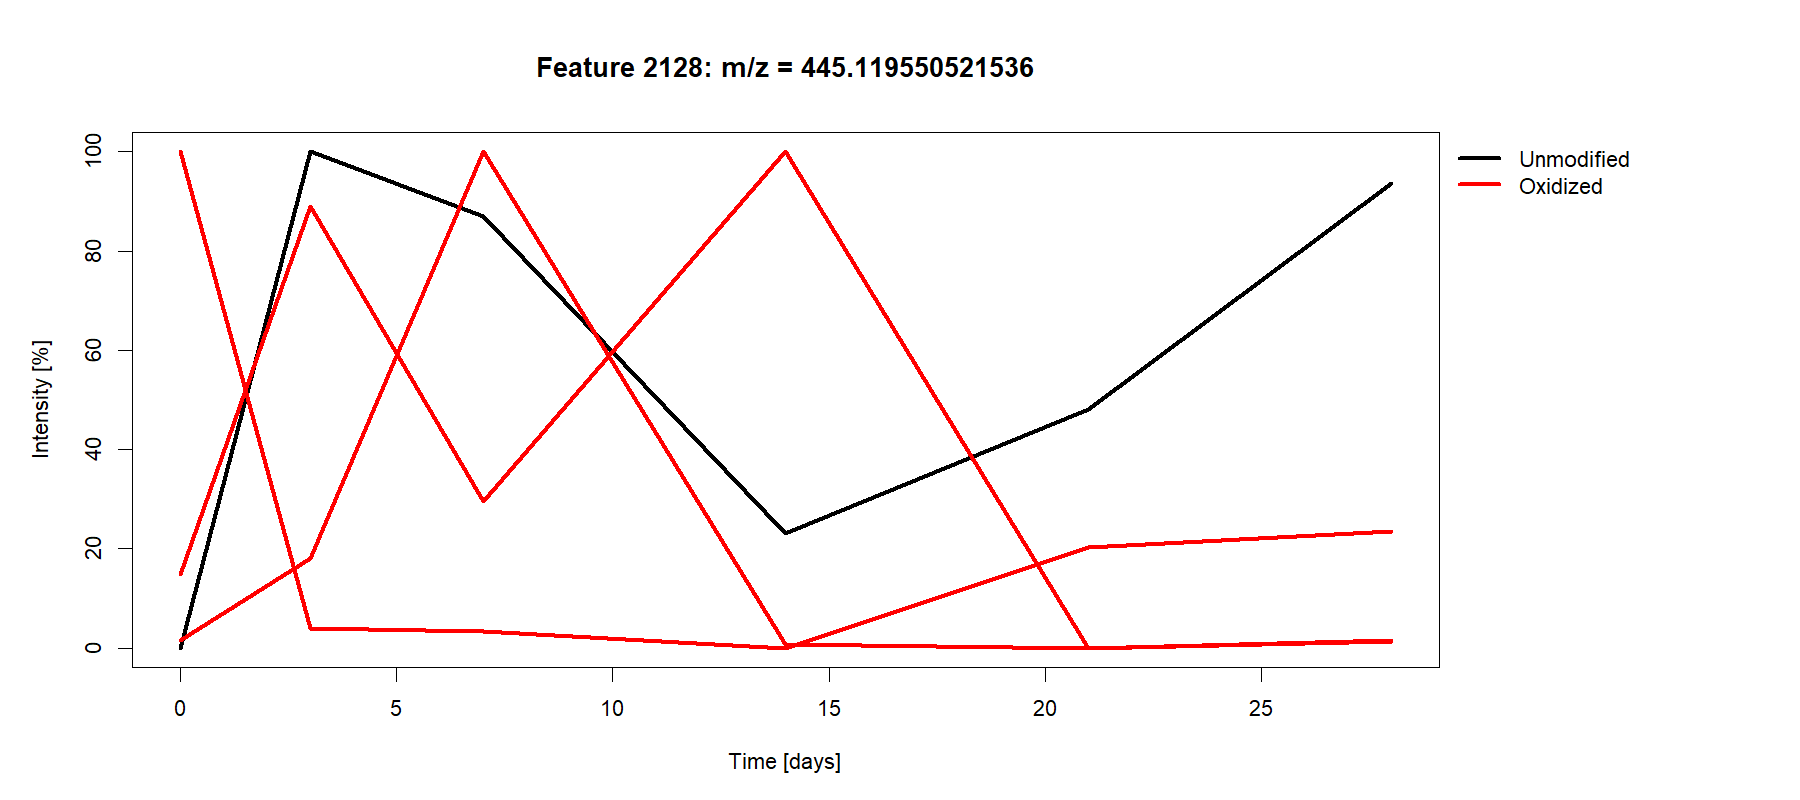 Feature 2128: m/z = 445.119550521536
Unmodified
Oxidized
Intensity [%]
100
80
60
40
20
0
0 5 10 15 20 25
Time [days]